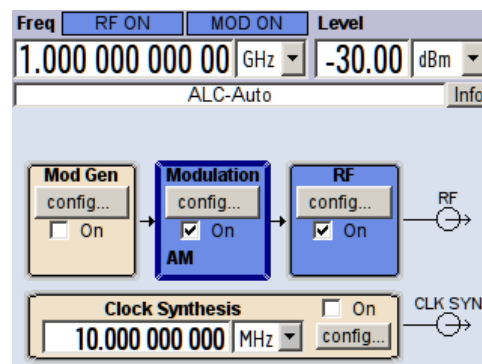 Freq RF ON MOD ON Level
1.000 000 000 00 GHz -30.00 dBm
ALC-Auto Info
Mod Gen Modulation RF
config... config... config... RF
On On On
AM
Clock Synthesis On CLK SYN
10.000 000 000 MHz config...